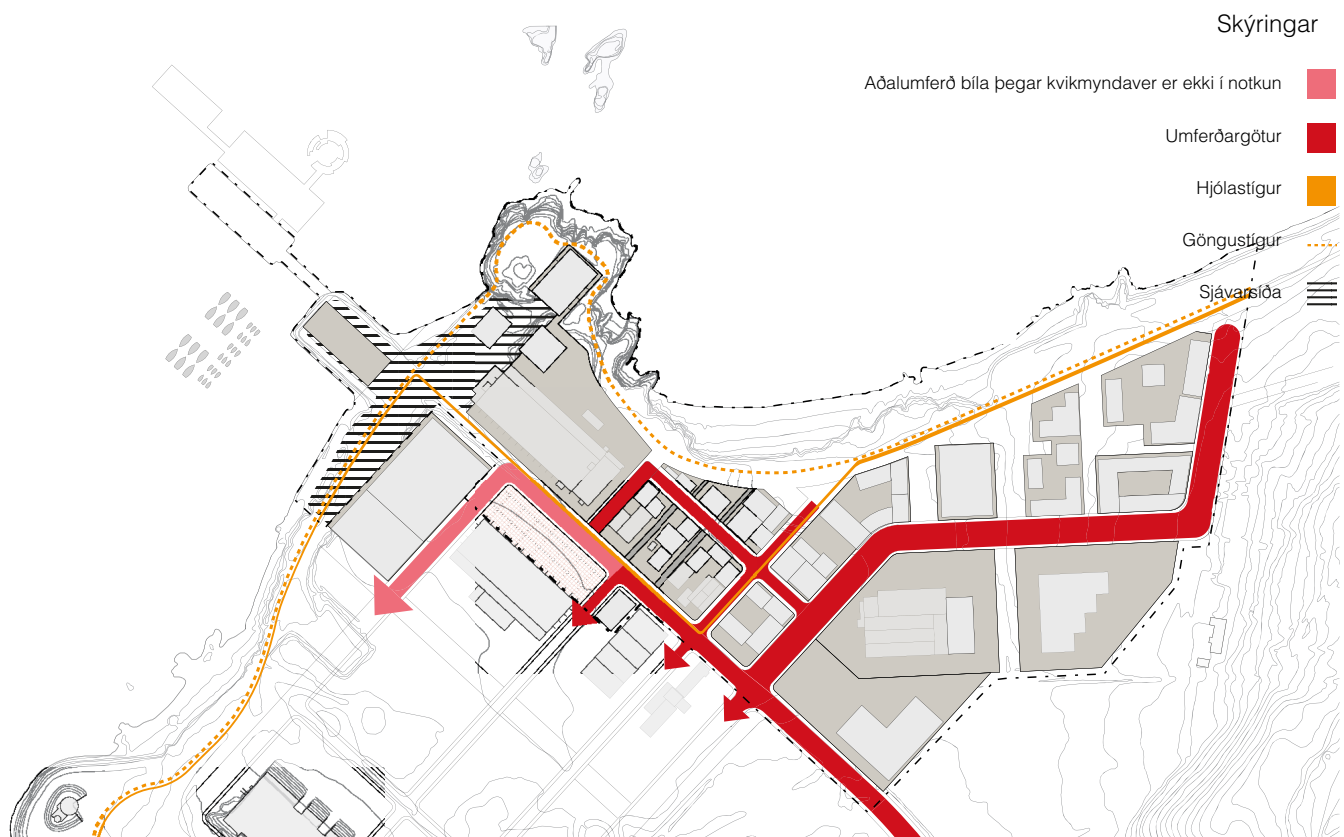 Skýringar
Aðalumferð bíla þegar kvikmyndaver er ekki í notkun
Umferðargötur
Hjólastígur
Göngustígur
Sjávarsíða